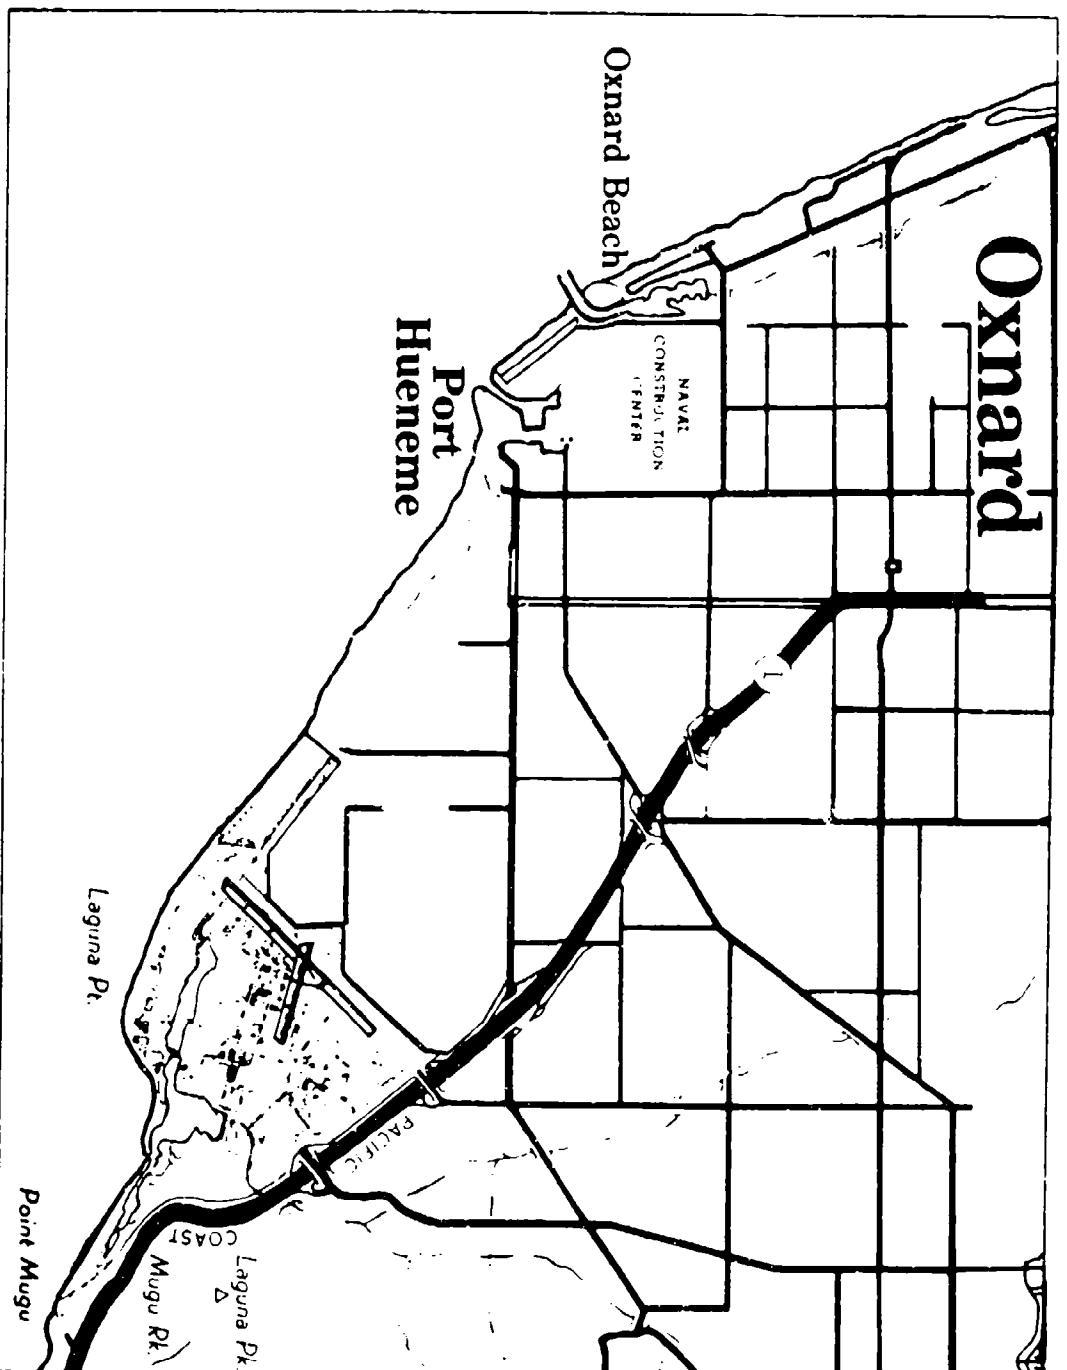 Oxnard
Oxnard Beach
NAVAL
CONSTRUCTION
CENTER
Port
Hueneme
1
PACIFIC
COAST
Laguna Pt.
Laguna Pk.
Mugu Rk.
Point Mugu